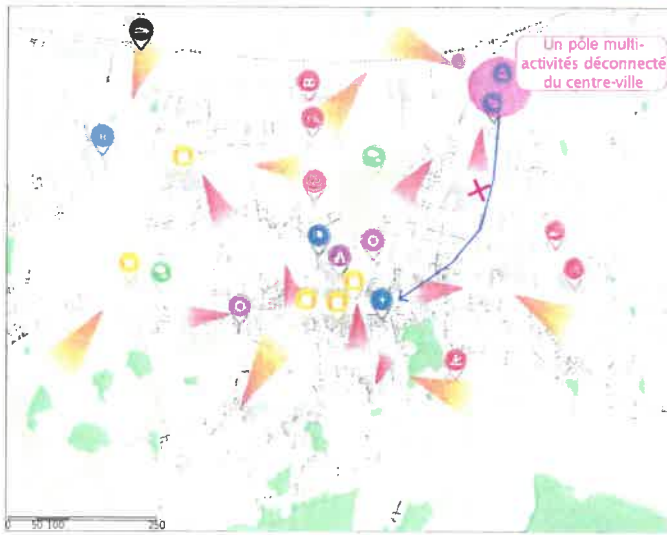 Un pôle multi-
activités déconnecté
du centre-ville
0 50 100 250